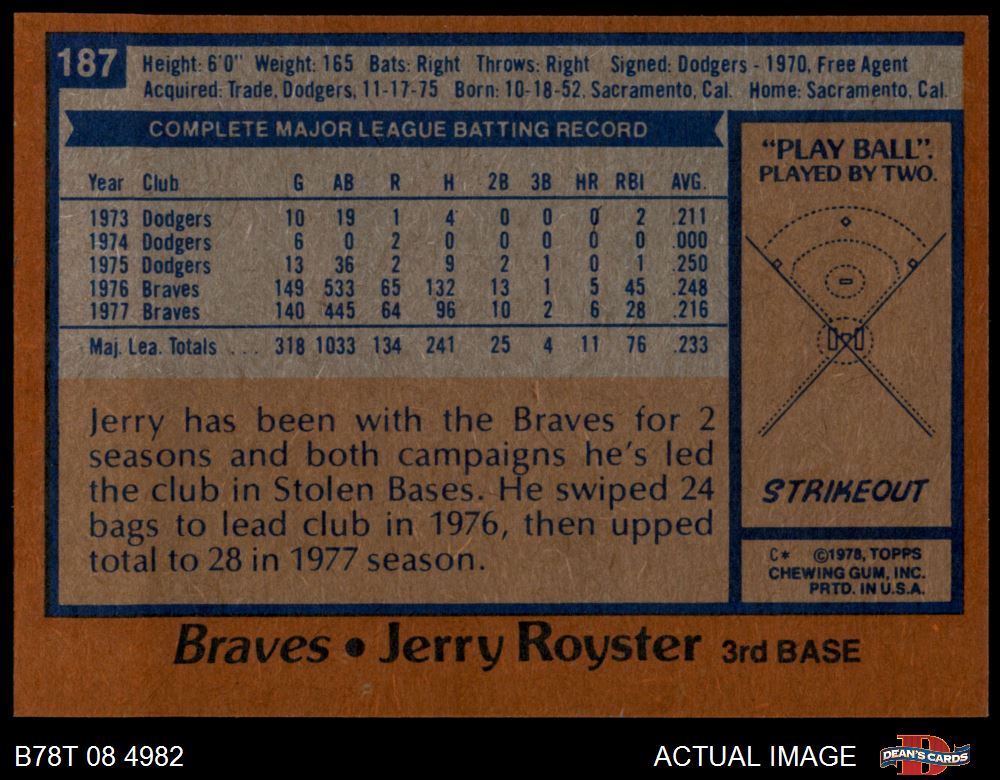 187
Height: 6'0" Weight: 165 Bats: Right Throws: Right Signed: Dodgers - 1970, Free Agent
Acquired: Trade, Dodgers, 11-17-75 Born: 10-18-52, Sacramento, Cal. Home: Sacramento, Cal.
COMPLETE MAJOR LEAGUE BATTING RECORD
Year Club G AB R H 2B 3B HR RBI AVG.
1973 Dodgers 10 19 1 4 0 0 0 2 .211
1974 Dodgers 6 0 2 0 0 0 0 0 .000
1975 Dodgers 13 36 2 9 2 1 0 1 .250
1976 Braves 149 533 65 132 13 1 5 45 .248
1977 Braves 140 445 64 96 10 2 6 28 .216
Maj. Lea. Totals . . . 318 1033 134 241 25 4 11 76 .233
Jerry has been with the Braves for 2
seasons and both campaigns he's led
the club in Stolen Bases. He swiped 24
bags to lead club in 1976, then upped
total to 28 in 1977 season.
"PLAY BALL".
PLAYED BY TWO.
STRIKEOUT
C* ©1978, TOPPS
CHEWING GUM, INC.
PRTD. IN U.S.A.
Braves • Jerry Royster 3rd BASE
B78T 08 4982
ACTUAL IMAGE
D
DEAN'S CARDS